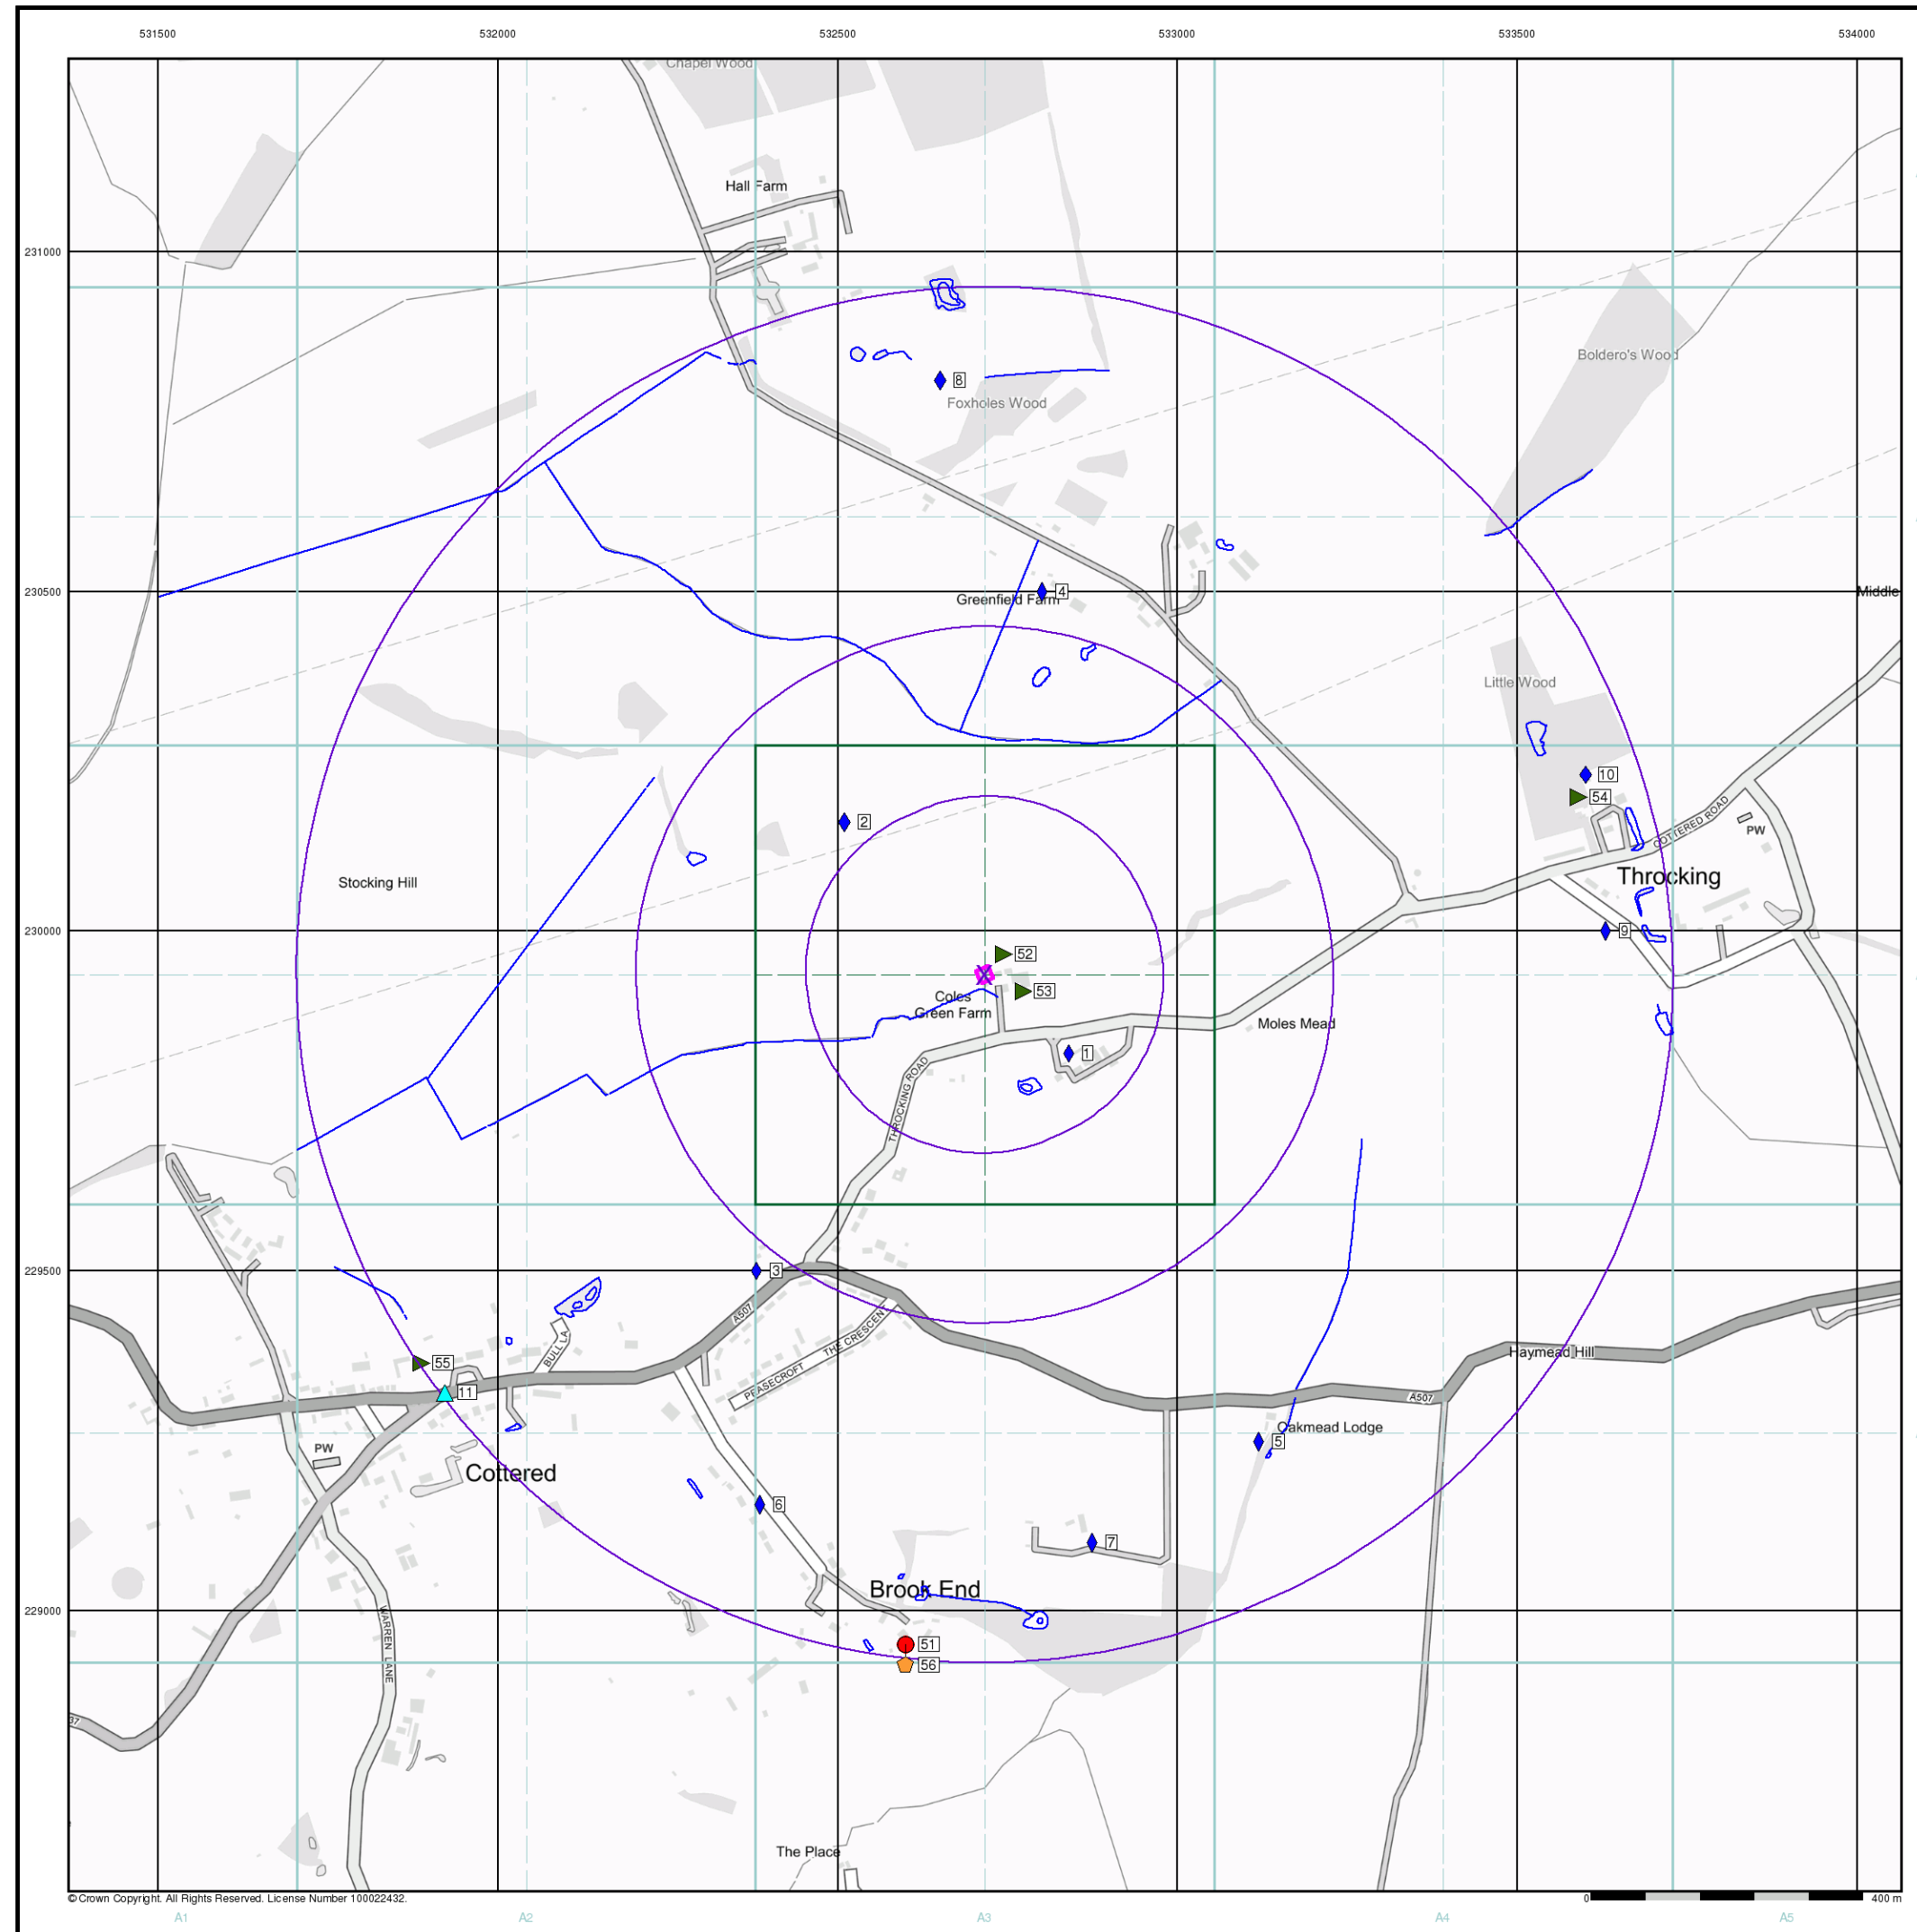 531500 532000 532500 533000 533500 534000
Chapel Wood
Hall Farm
231000
Boldero's Wood
8
Foxholes Wood
230500
4
Greenfield Farm
Middle
Little Wood
10
54
2
COTTERED ROAD
PW
Throcking
Stocking Hill
230000
9
52
53
Coles
Green Farm
Moles Mead
1
THROCKING ROAD
229500
3
A507
THE CRESCENT
PEASECROFT
BULL LA
Haymead Hill
55
11
A507
Oakmead Lodge
5
PW
Cottered
6
7
Brook End
229000
WARREN LANE
51
56
37
The Place
© Crown Copyright. All Rights Reserved. License Number 100022432.
0 400 m
A1 A2 A3 A4 A5